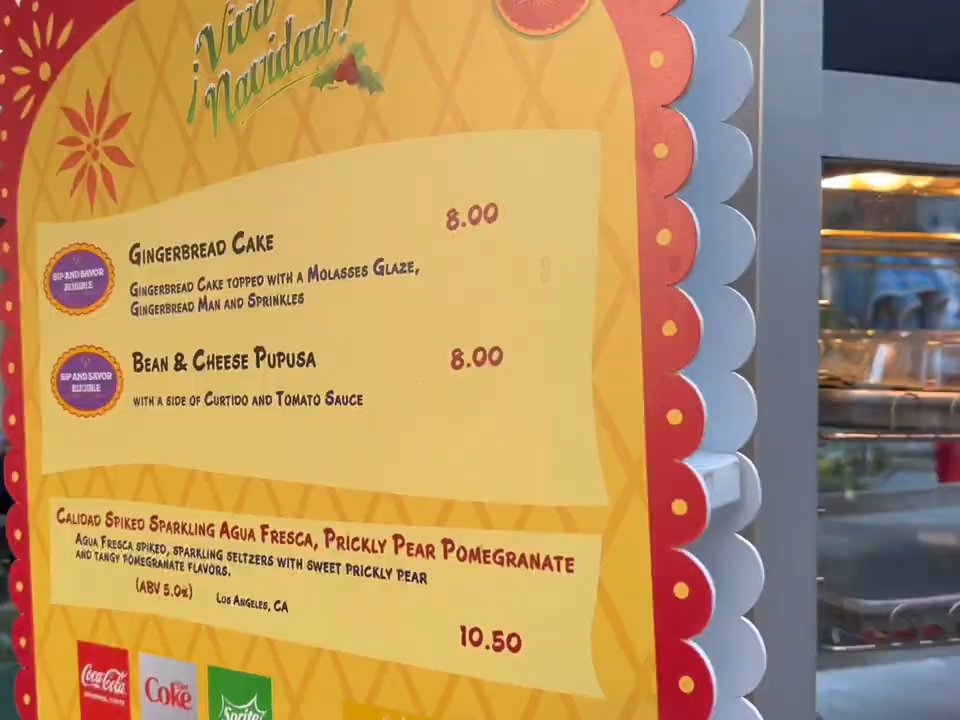 ¡Viva
Navidad!
Gingerbread Cake
8.00
SIP AND SAVOR
ELIGIBLE
Gingerbread Cake topped with a Molasses Glaze,
Gingerbread Man and Sprinkles
Bean & Cheese Pupusa
8.00
SIP AND SAVOR
ELIGIBLE
with a side of Curtido and Tomato Sauce
Calidad Spiked Sparkling Agua Fresca, Prickly Pear Pomegranate
Agua Fresca spiked, sparkling seltzers with sweet prickly pear
and tangy pomegranate flavors.
(ABV 5.0%)
Los Angeles, CA
10.50
Coca-Cola
Diet
Coke
Sprite